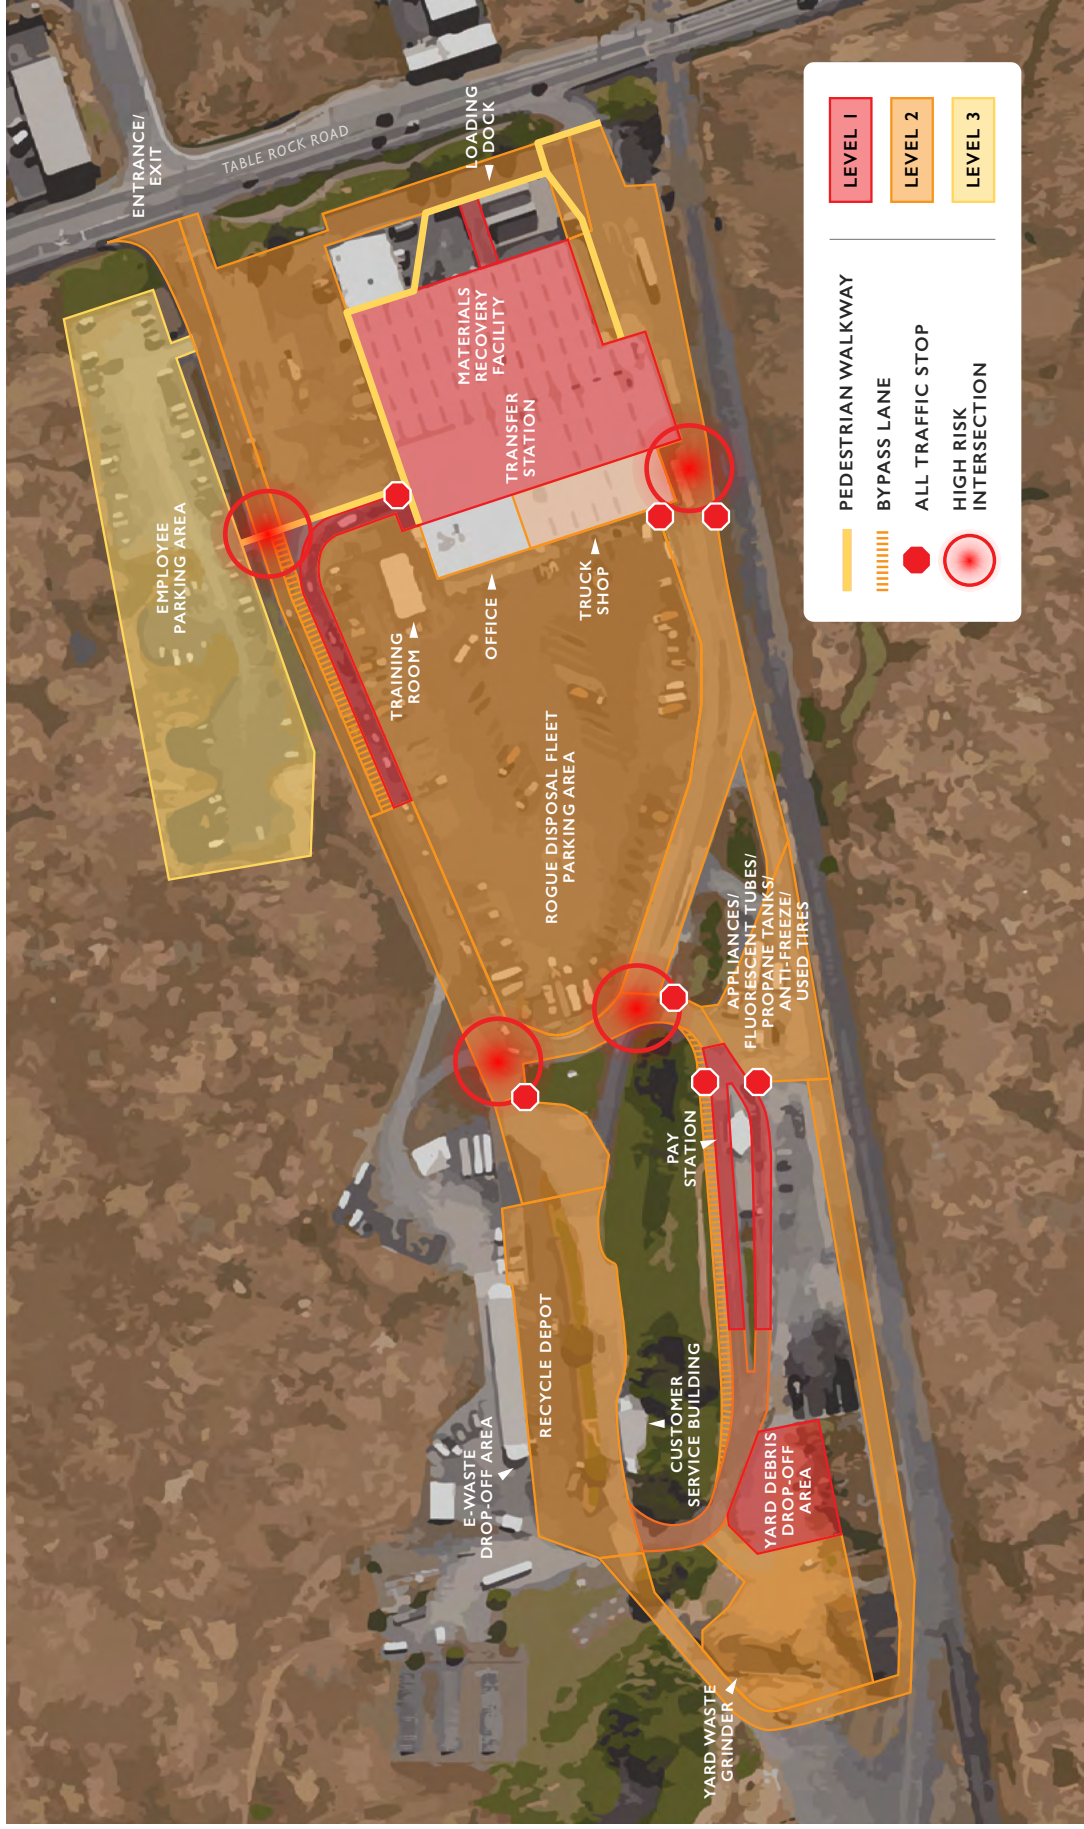 ENTRANCE/
EXIT
TABLE ROCK ROAD
LOADING
DOCK
EMPLOYEE
PARKING AREA
MATERIALS
RECOVERY
FACILITY
TRANSFER
STATION
TRAINING
ROOM
OFFICE
TRUCK
SHOP
ROGUE DISPOSAL FLEET
PARKING AREA
APPLIANCES/
FLUORESCENT TUBES/
PROPANE TANKS/
ANTI-FREEZE/
USED TIRES
PAY
STATION
RECYCLE DEPOT
E-WASTE
DROP-OFF AREA
CUSTOMER
SERVICE BUILDING
YARD DEBRIS
DROP-OFF
AREA
YARD WASTE
GRINDER
PEDESTRIAN WALKWAY
BYPASS LANE
ALL TRAFFIC STOP
HIGH RISK
INTERSECTION
LEVEL 1
LEVEL 2
LEVEL 3